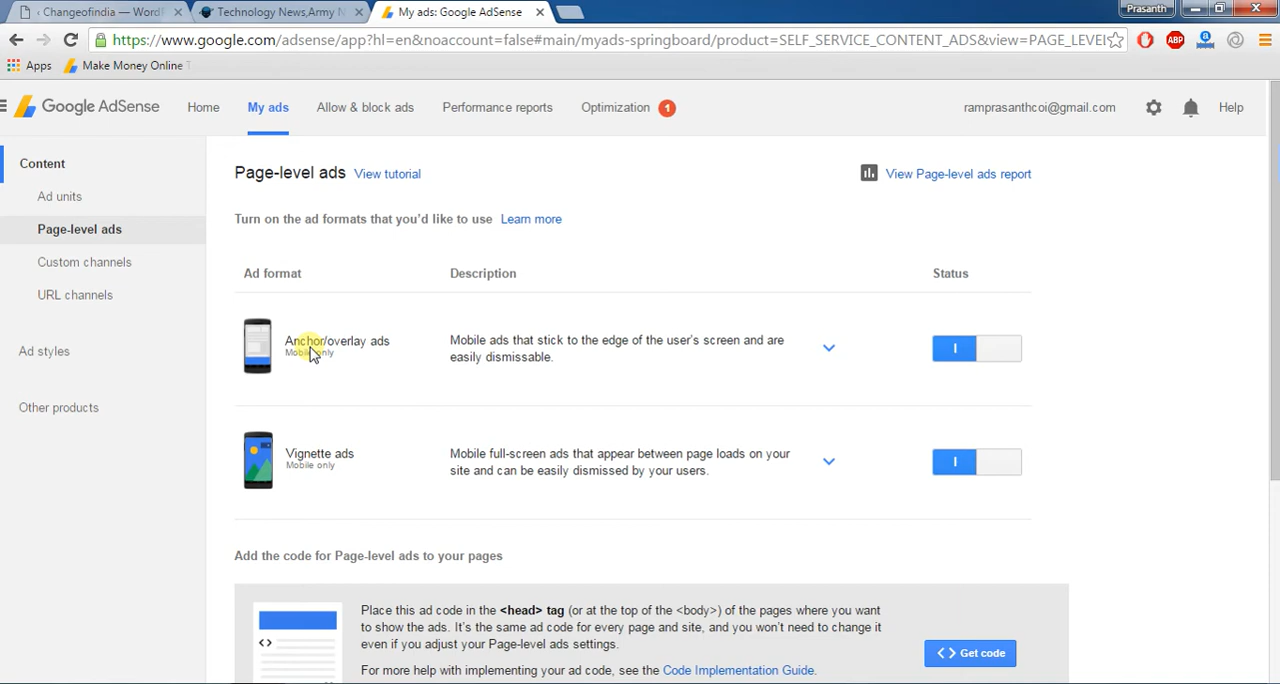 Changeofindia — WordP
Technology News,Army N
My ads: Google AdSense
Prasanth
https://www.google.com/adsense/app?hl=en&noaccount=false#main/myads-springboard/product=SELF_SERVICE_CONTENT_ADS&view=PAGE_LEVEL
ABP
Apps
Make Money Online T
Google AdSense
Home
My ads
Allow & block ads
Performance reports
Optimization
1
ramprasanthcoi@gmail.com
Help
Content
Ad units
Page-level ads
Custom channels
URL channels
Ad styles
Other products
Page-level ads
View tutorial
View Page-level ads report
Turn on the ad formats that you'd like to use Learn more
Ad format
Description
Status
Anchor/overlay ads
Mobile only
Mobile ads that stick to the edge of the user's screen and are
easily dismissable.
Vignette ads
Mobile only
Mobile full-screen ads that appear between page loads on your
site and can be easily dismissed by your users.
Add the code for Page-level ads to your pages
Place this ad code in the <head> tag (or at the top of the <body>) of the pages where you want
to show the ads. It's the same ad code for every page and site, and you won't need to change it
even if you adjust your Page-level ads settings.
<> Get code
For more help with implementing your ad code, see the Code Implementation Guide.